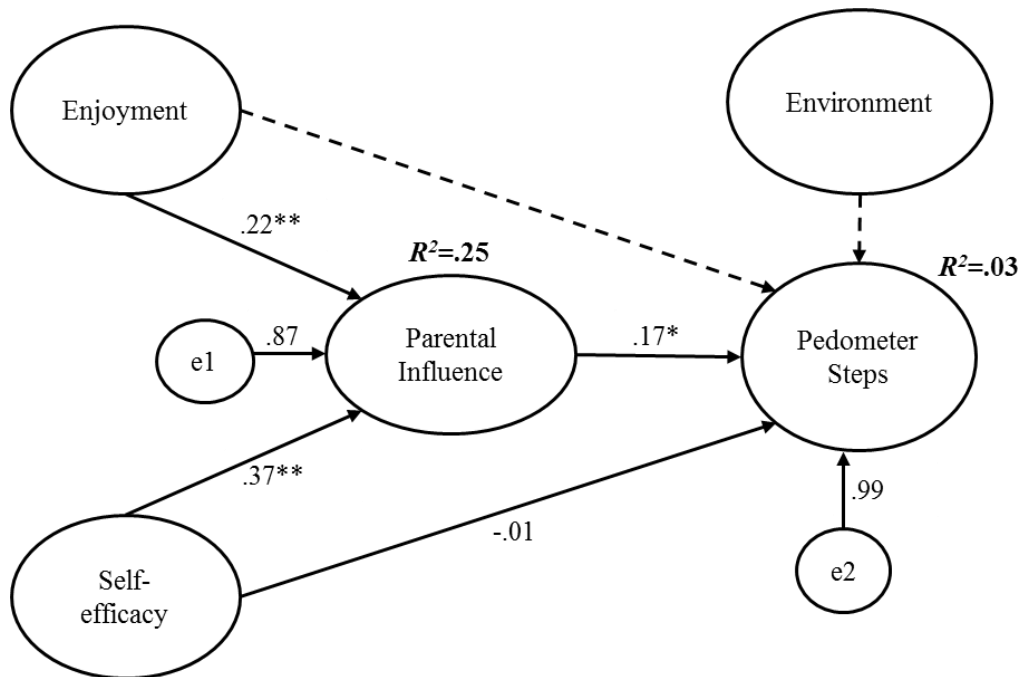 Enjoyment
Environment
.22**
R²=.25
R²=.03
e1
.87
Parental
Influence
.17*
Pedometer
Steps
.37**
-.01
.99
Self-
efficacy
e2